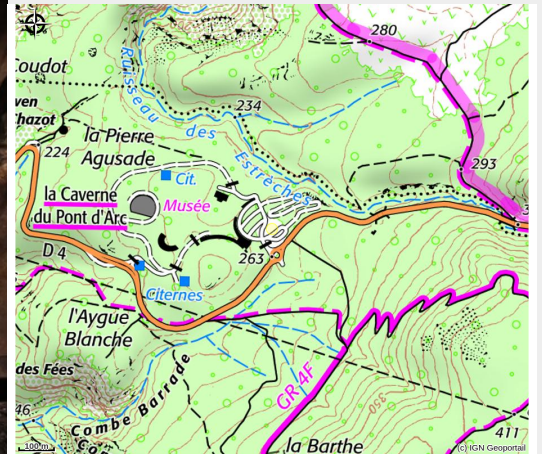 280
Coudot
Ruisseau des Estrèches
234
ven
Chazot
la Pierre
Agusade
224
293
Cit.
la Caverne
du Pont d'Arc
Musée
D 4
263
Citernes
l'Aygue
Blanche
des Fées
GR 4F
350
46.
Combe Barrade
411
la Barthe
100 m
(c) IGN Geoportail